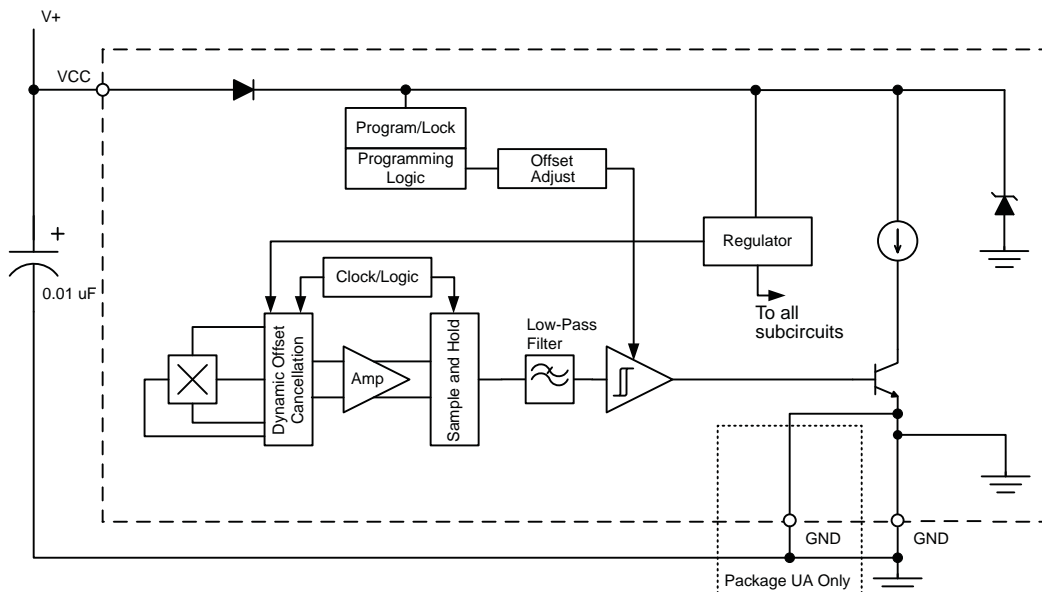 V+
VCC
Program/Lock
Programming
Logic
Offset
Adjust
Regulator
+
0.01 uF
Clock/Logic
To all
subcircuits
Low-Pass
Filter
Dynamic Offset
Cancellation
Amp
Sample and Hold
GND
GND
Package UA Only